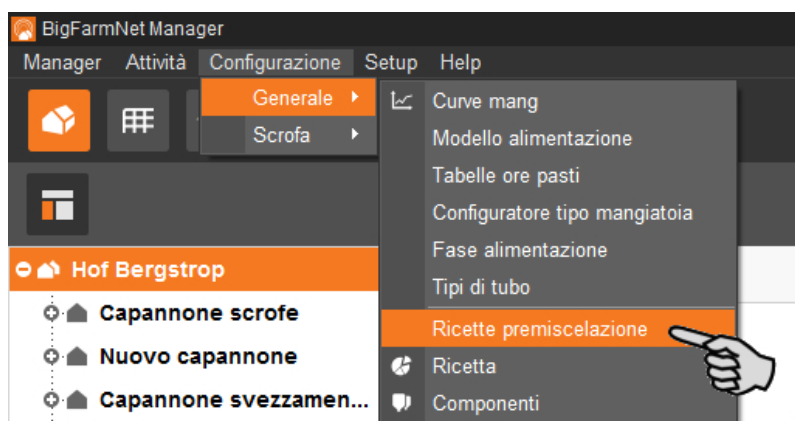 BigFarmNet Manager
Manager Attività Configurazione Setup Help
Generale
Scrofa
Curve mang
Modello alimentazione
Tabelle ore pasti
Configuratore tipo mangiatoia
Fase alimentazione
Tipi di tubo
Ricette premiscelazione
Ricetta
Componenti
Hof Bergstrop
Capannone scrofe
Nuovo capannone
Capannone svezzamen...